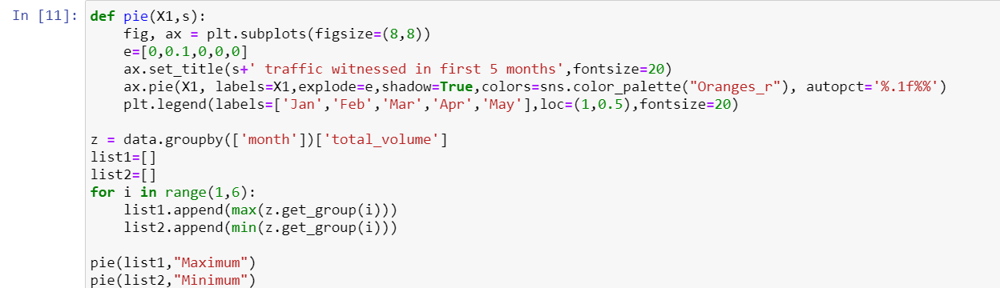 In [11]: def pie(X1,s):
    fig, ax = plt.subplots(figsize=(8,8))
    e=[0,0.1,0,0,0]
    ax.set_title(s+' traffic witnessed in first 5 months',fontsize=20)
    ax.pie(X1, labels=X1,explode=e,shadow=True,colors=sns.color_palette("Oranges_r"), autopct='%.1f%%')
    plt.legend(labels=['Jan','Feb','Mar','Apr','May'],loc=(1,0.5),fontsize=20)

z = data.groupby(['month'])['total_volume']
list1=[]
list2=[]
for i in range(1,6):
    list1.append(max(z.get_group(i)))
    list2.append(min(z.get_group(i)))

pie(list1,"Maximum")
pie(list2,"Minimum")